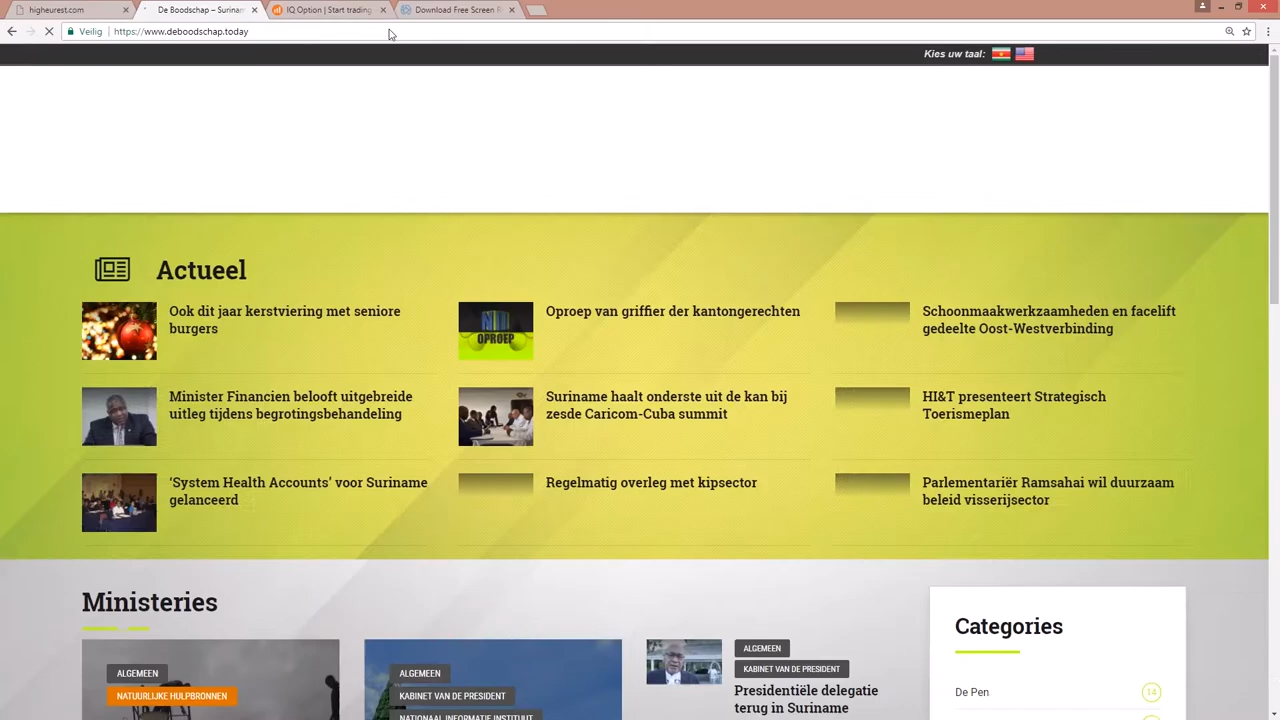 higheurest.com
De Boodschap – Surinam
IQ Option | Start trading
Download Free Screen R
Veilig
https://www.deboodschap.today
Kies uw taal:
Actueel
Ook dit jaar kerstviering met seniore
burgers
Oproep van griffier der kantongerechten
OPROEP
Schoonmaakwerkzaamheden en facelift
gedeelte Oost-Westverbinding
Minister Financien belooft uitgebreide
uitleg tijdens begrotingsbehandeling
Suriname haalt onderste uit de kan bij
zesde Caricom-Cuba summit
HI&T presenteert Strategisch
Toerismeplan
‘System Health Accounts’ voor Suriname
gelanceerd
Regelmatig overleg met kipsector
Parlementariër Ramsahai wil duurzaam
beleid visserijsector
Ministeries
ALGEMEEN
NATUURLIJKE HULPBRONNEN
ALGEMEEN
KABINET VAN DE PRESIDENT
NATIONAAL INFORMATIE INSTITUUT
ALGEMEEN
KABINET VAN DE PRESIDENT
Presidentiële delegatie
terug in Suriname
Categories
De Pen
14